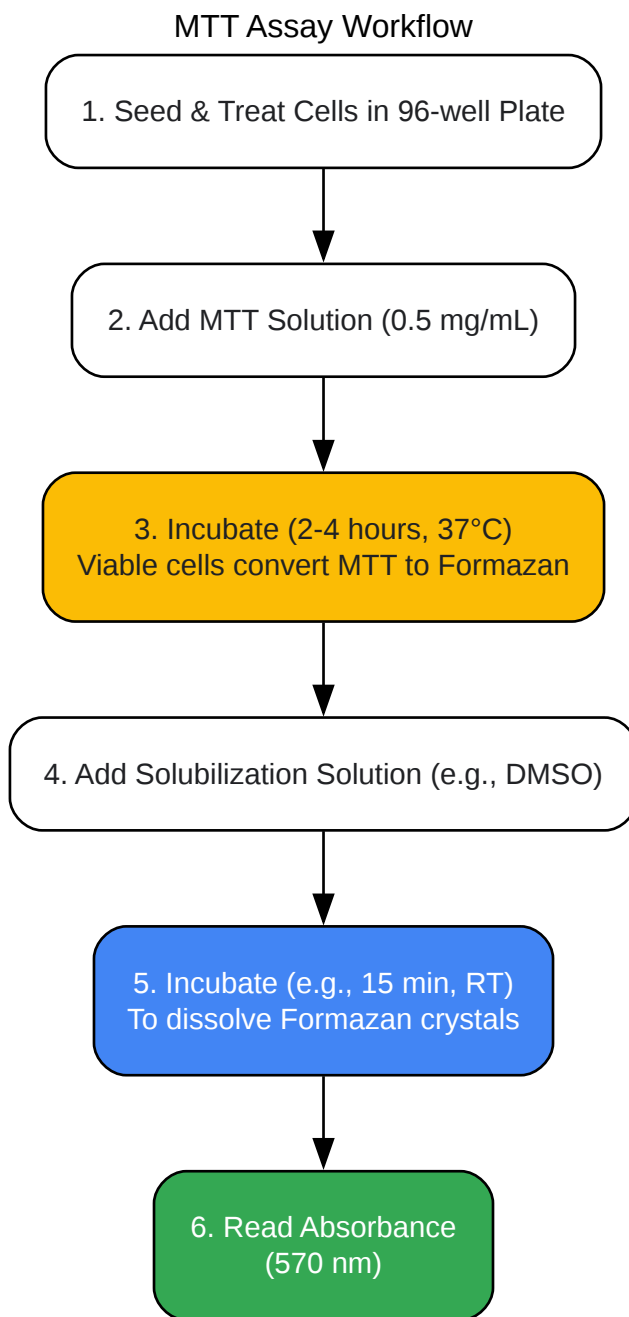 MTT Assay Workflow
1. Seed & Treat Cells in 96-well Plate
2. Add MTT Solution (0.5 mg/mL)
3. Incubate (2-4 hours, 37°C)
Viable cells convert MTT to Formazan
4. Add Solubilization Solution (e.g., DMSO)
5. Incubate (e.g., 15 min, RT)
To dissolve Formazan crystals
6. Read Absorbance
(570 nm)